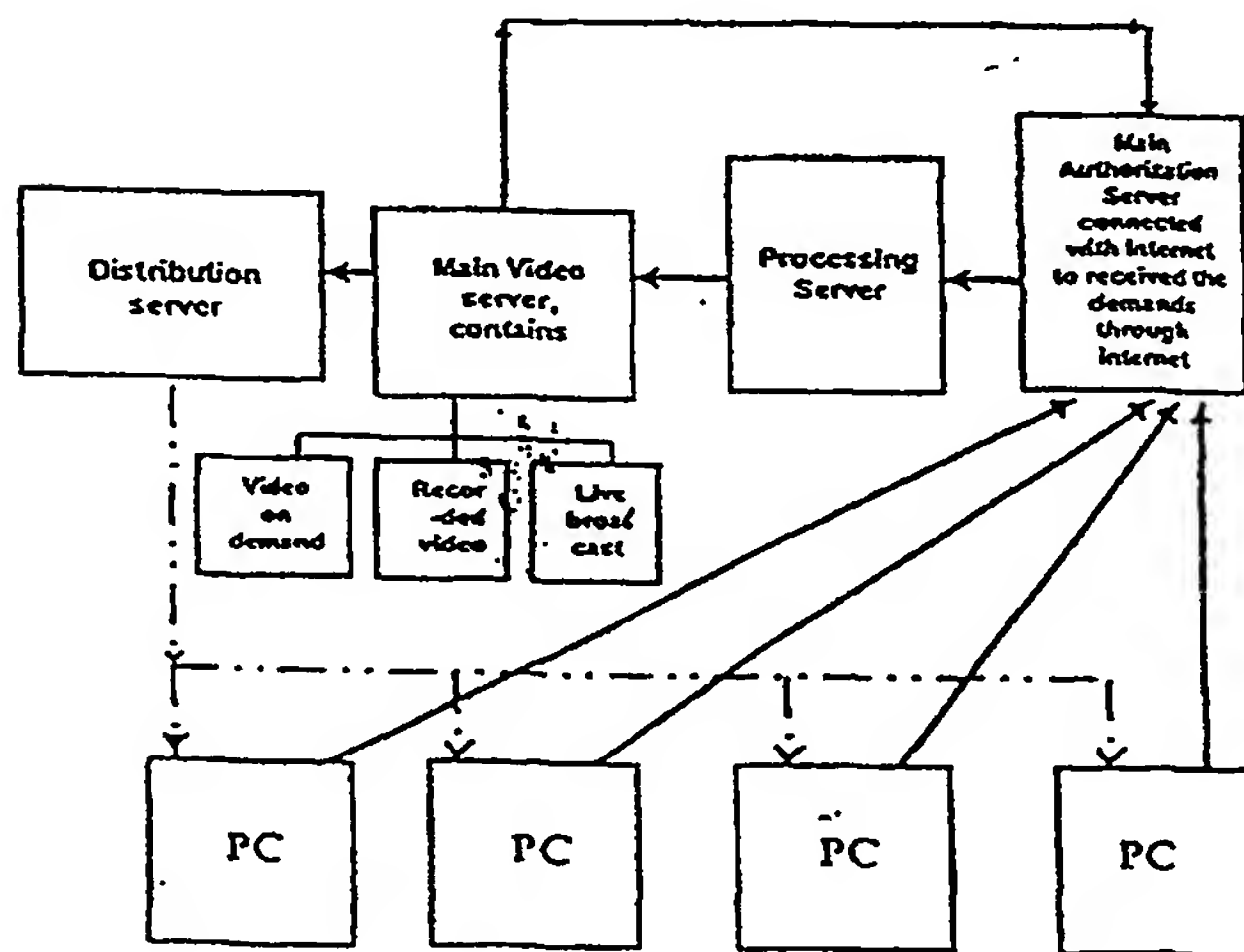 Distribution
server
Main Video
server,
contains
Processing
Server
Main
Authorization
Server
connected
with internet
to received the
demands
through
internet
Video
on
demand
Recor
-ded
video
Live
broad
cast
PC
PC
PC
PC